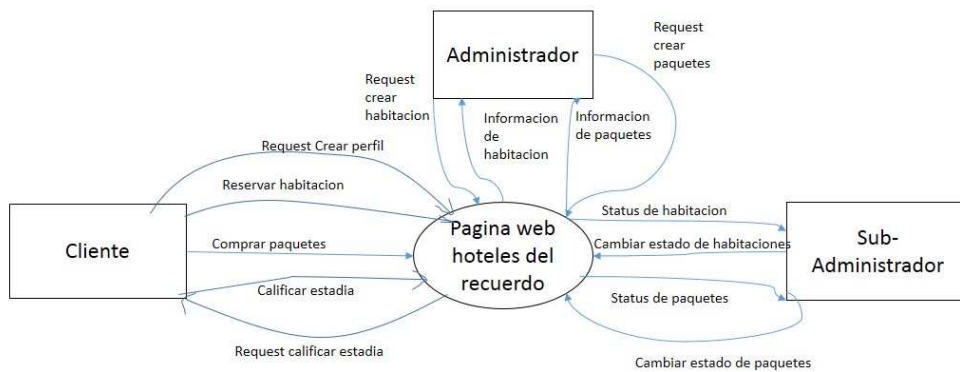 Request
crear
paquetes
Administrador
Request
crear
habitacion
Informacion
de
habitacion
Informacion
de paquetes
Request Crear perfil
Reservar habitacion
Status de habitacion
Cliente
Comprar paquetes
Pagina web
hoteles del
recuerdo
Cambiar estado de habitaciones
Sub-
Administrador
Calificar estadia
Status de paquetes
Request calificar estadia
Cambiar estado de paquetes